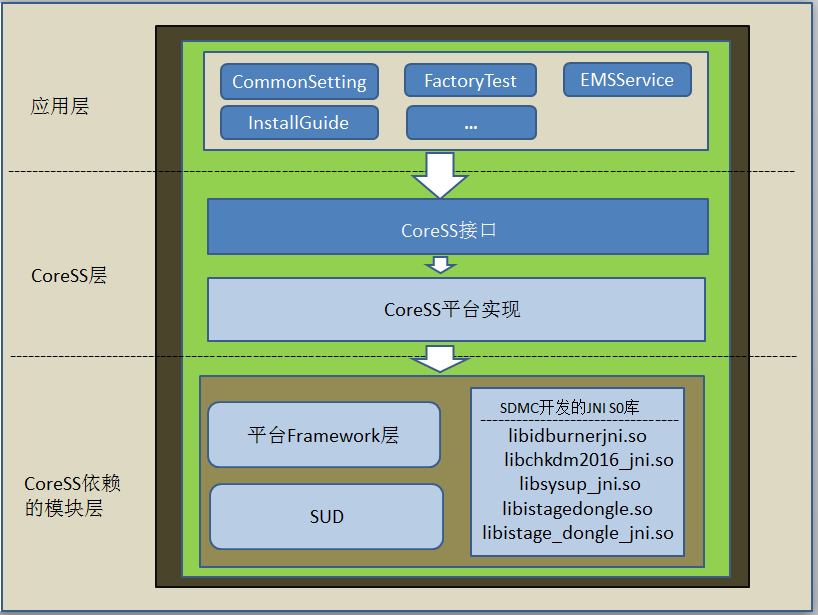 应用层
CommonSetting
FactoryTest
EMSService
InstallGuide
...
CoreSS层
CoreSS接口
CoreSS平台实现
CoreSS依赖
的模块层
平台Framework层
SUD
SDMC开发的JNI S0库
libidburnerjni.so
libchkdm2016_jni.so
libsysup_jni.so
libistagedongle.so
libistage_dongle_jni.so